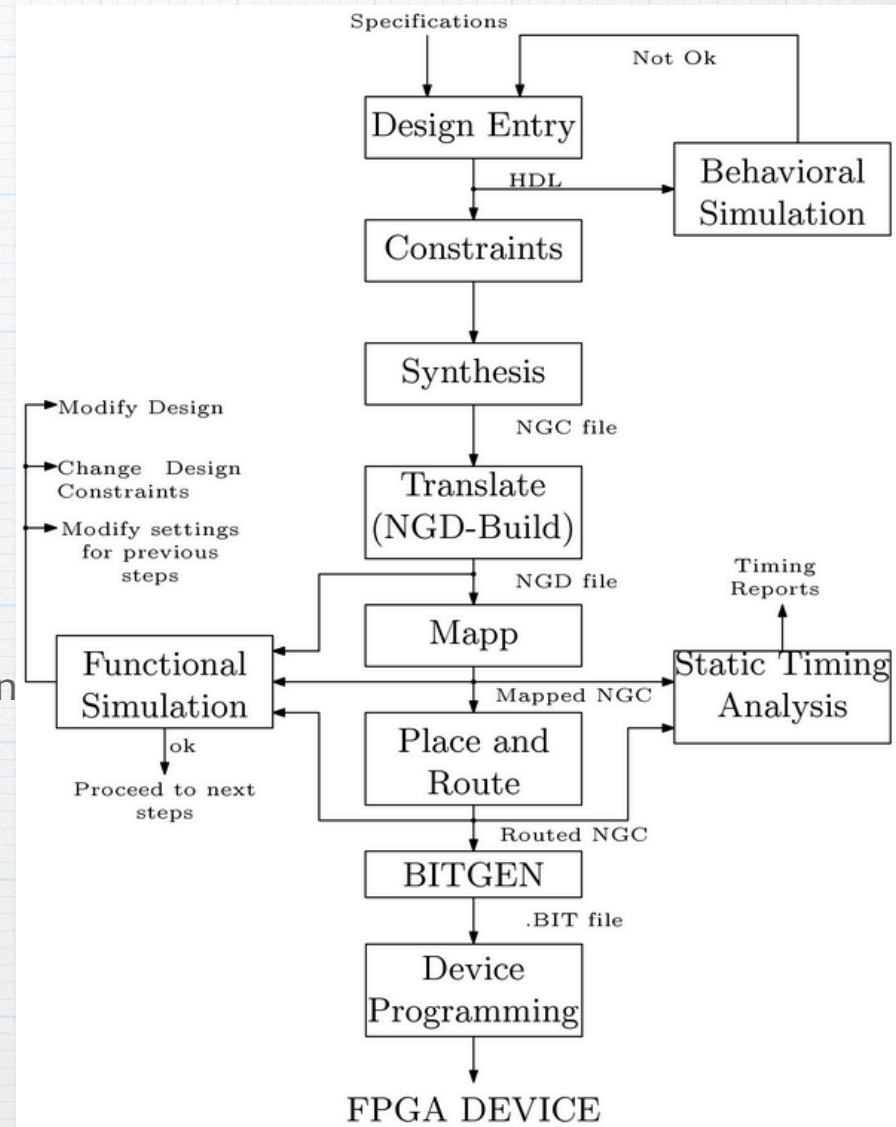 Specifications
Not Ok
Design Entry
HDL
Behavioral
Simulation
Constraints
Synthesis
NGC file
Modify Design
Change Design
Constraints
Modify settings
for previous
steps
Translate
(NGD-Build)
NGD file
Timing
Reports
Mapp
Functional
Simulation
n
Mapped NGC
Static Timing
Analysis
ok
Proceed to next
steps
Place and
Route
Routed NGC
BITGEN
.BIT file
Device
Programming
FPGA DEVICE